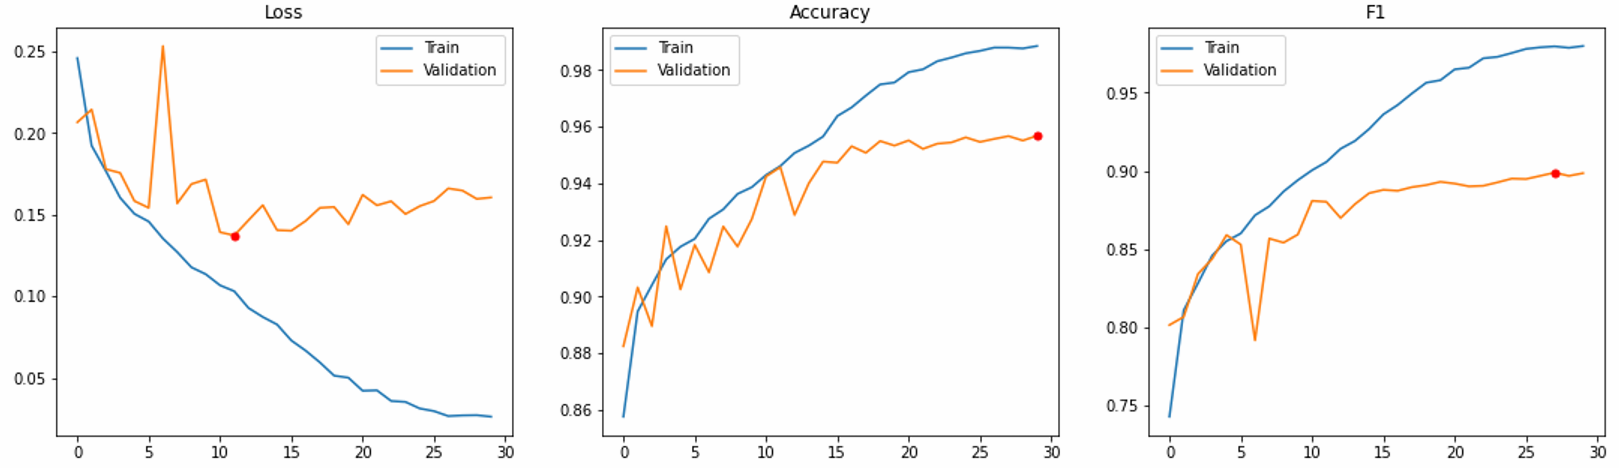 Loss
Train
Validation
0.25
0.20
0.15
0.10
0.05
0 5 10 15 20 25 30
Accuracy
Train
Validation
0.98
0.96
0.94
0.92
0.90
0.88
0.86
0 5 10 15 20 25 30
F1
Train
Validation
0.95
0.90
0.85
0.80
0.75
0 5 10 15 20 25 30